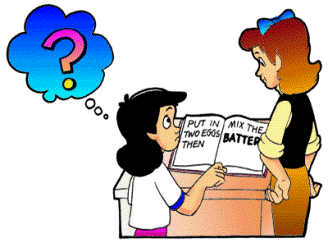 ?
PUT IN
TWO EGGS
THEN
MIX THE
BATTER